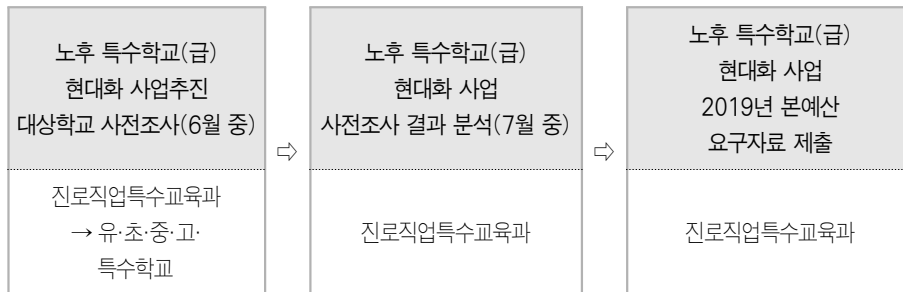 노후 특수학교(급)
현대화 사업추진
대상학교 사전조사(6월 중)
진로직업특수교육과
→ 유·초·중·고·
특수학교
⇨
노후 특수학교(급)
현대화 사업
사전조사 결과 분석(7월 중)
진로직업특수교육과
⇨
노후 특수학교(급)
현대화 사업
2019년 본예산
요구자료 제출
진로직업특수교육과